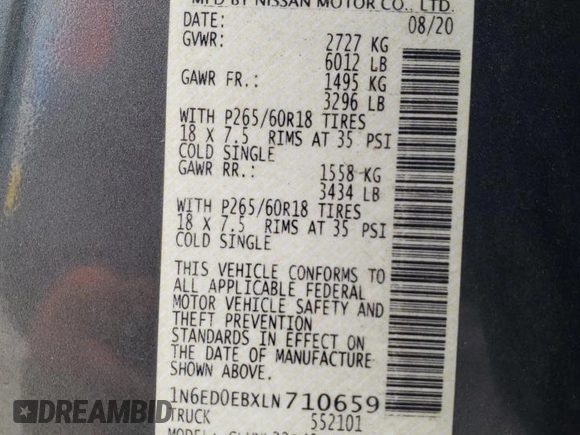 MFD BY NISSAN MOTOR CO., LTD.
DATE: 08/20
GVWR: 2727 KG
6012 LB
GAWR FR.: 1495 KG
3296 LB
WITH P265/60R18 TIRES
18 X 7.5 RIMS AT 35 PSI
COLD SINGLE
GAWR RR.: 1558 KG
3434 LB
WITH P265/60R18 TIRES
18 X 7.5 RIMS AT 35 PSI
COLD SINGLE
THIS VEHICLE CONFORMS TO
ALL APPLICABLE FEDERAL
MOTOR VEHICLE SAFETY AND
THEFT PREVENTION
STANDARDS IN EFFECT ON
THE DATE OF MANUFACTURE
SHOWN ABOVE.
1N6ED0EBXLN710659
TRUCK 552101
MODEL:
DIRECT
.CARS